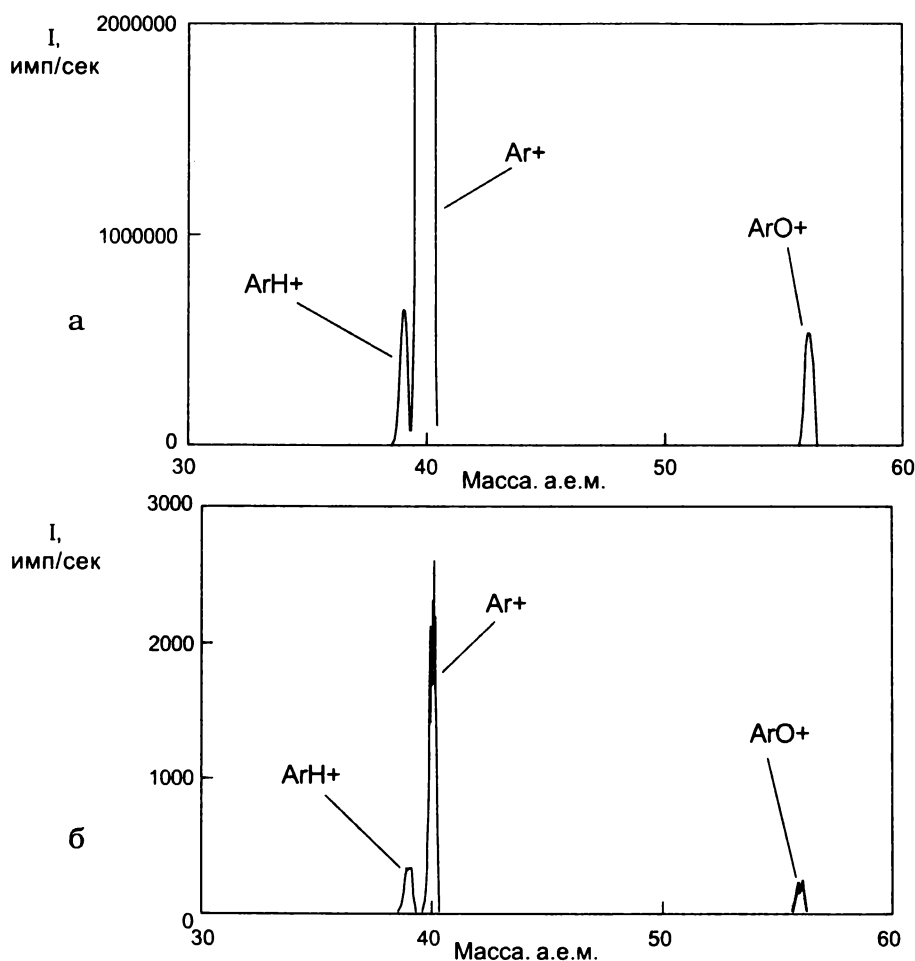 2000000
I,
имп/сек
Ar+
ArO+
1000000
ArH+
а
0
30
40
50
60
Масса. а.е.м.
3000
I,
имп/сек
Ar+
2000
ArO+
ArH+
1000
б
0
30
40
50
60
Масса. а.е.м.